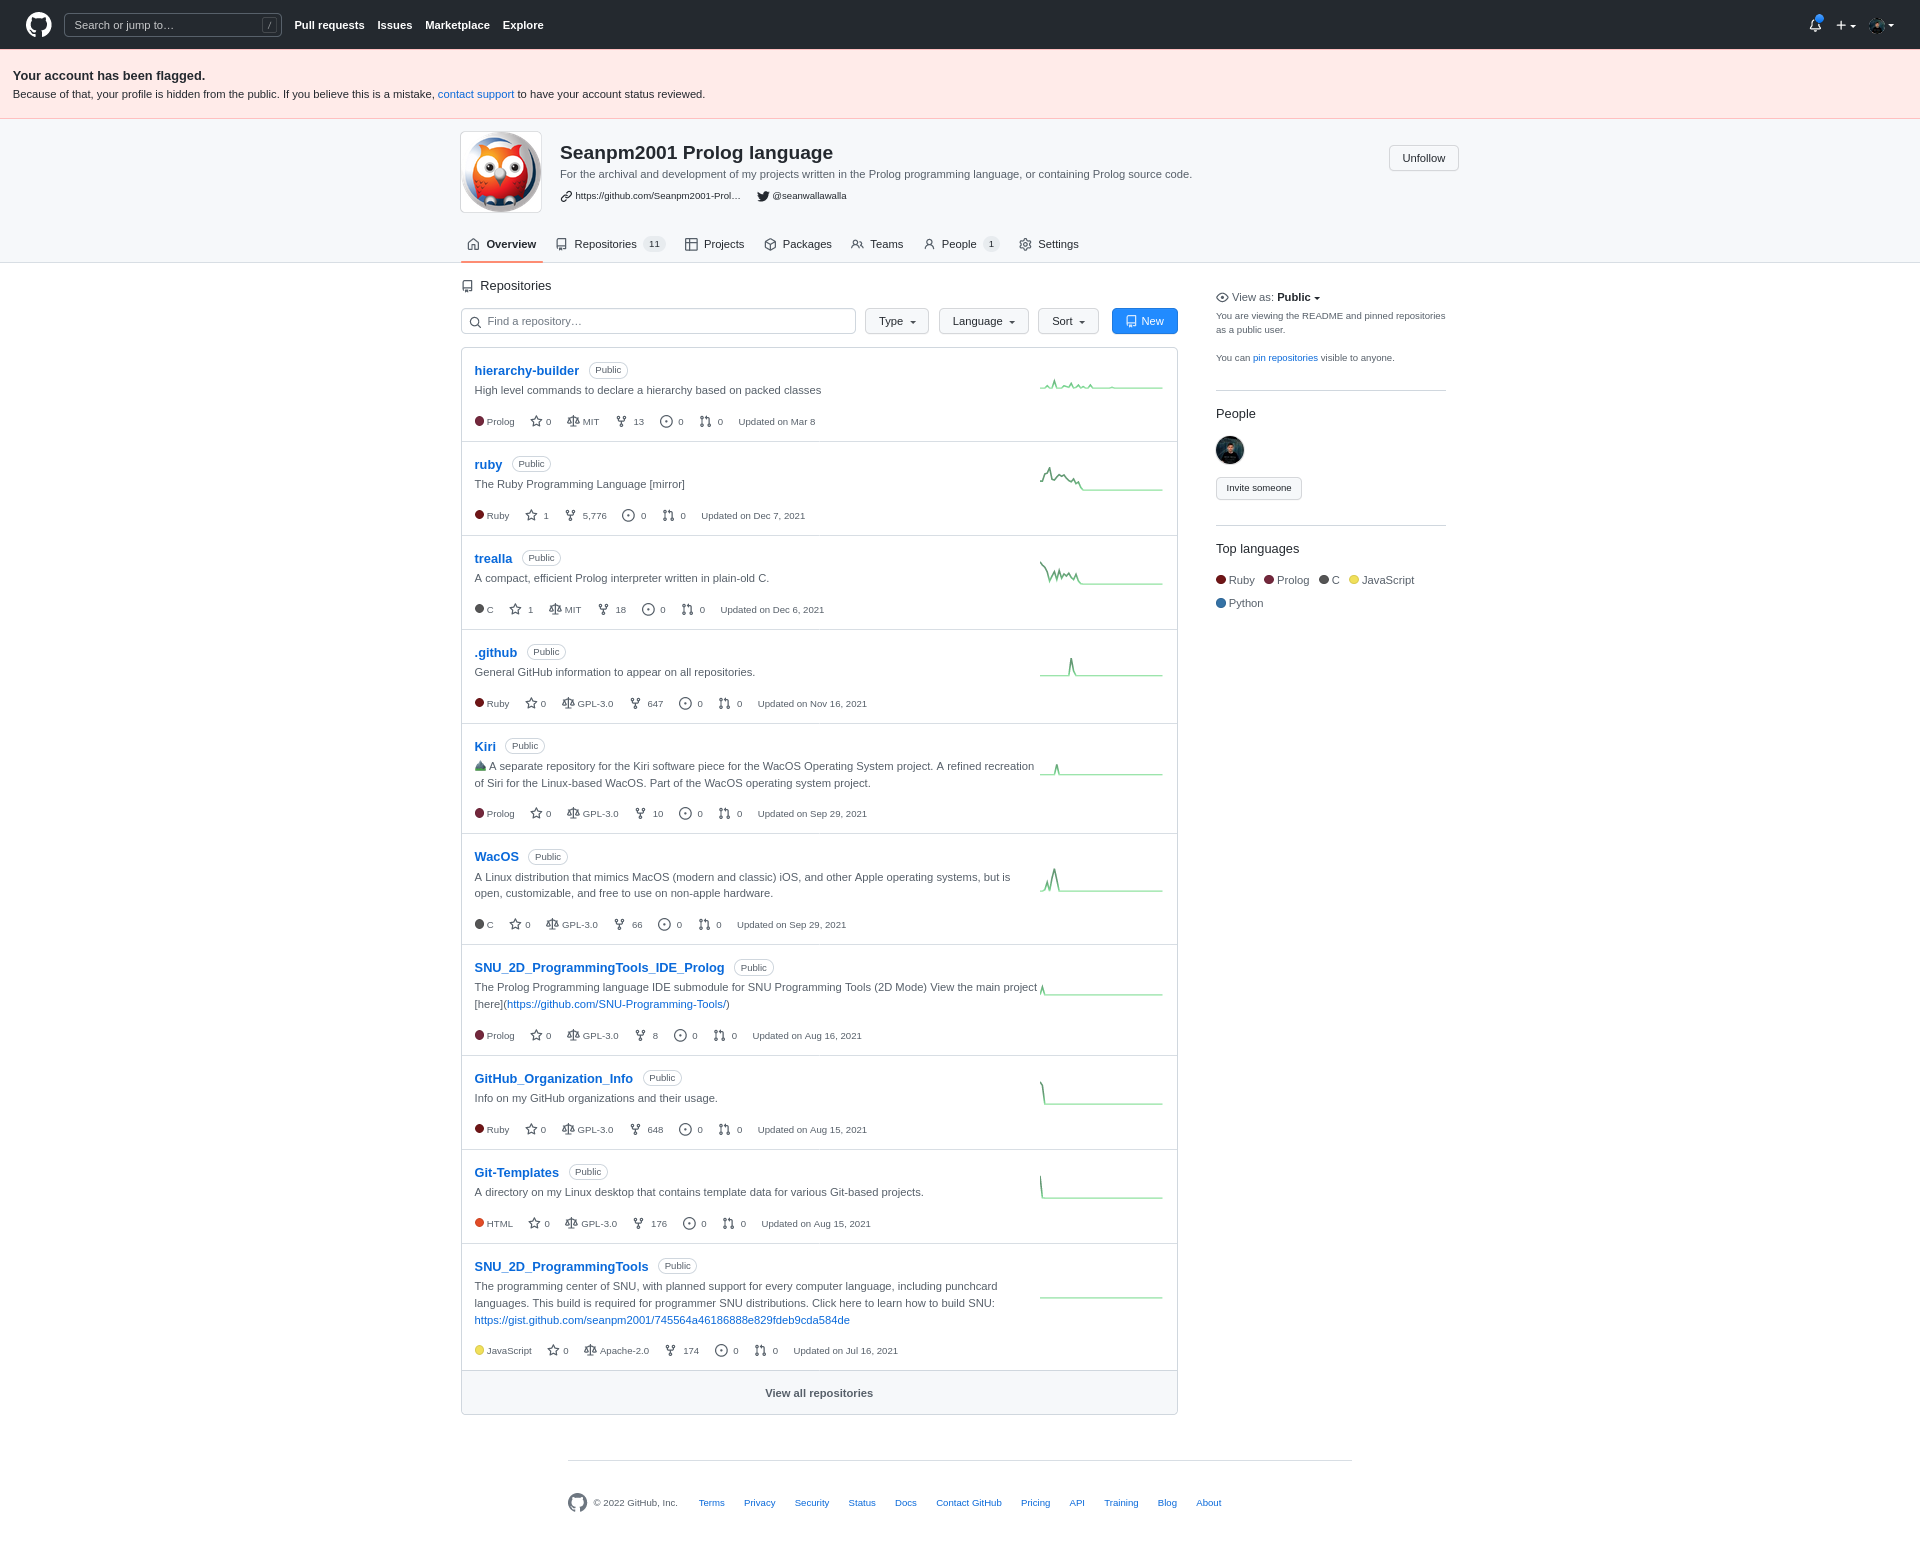 Search or jump to…
/
Pull requests Issues Marketplace Explore
Your account has been flagged.
Because of that, your profile is hidden from the public. If you believe this is a mistake, contact support to have your account status reviewed.
Seanpm2001 Prolog language
For the archival and development of my projects written in the Prolog programming language, or containing Prolog source code.
https://github.com/Seanpm2001-Prol… @seanwallawalla
Unfollow
Overview Repositories 11 Projects Packages Teams People 1 Settings
Repositories
Find a repository… Type Language Sort New
hierarchy-builder Public
High level commands to declare a hierarchy based on packed classes
Prolog 0 MIT 13 0 0 Updated on Mar 8
ruby Public
The Ruby Programming Language [mirror]
Ruby 1 5,776 0 0 Updated on Dec 7, 2021
trealla Public
A compact, efficient Prolog interpreter written in plain-old C.
C 1 MIT 18 0 0 Updated on Dec 6, 2021
.github Public
General GitHub information to appear on all repositories.
Ruby 0 GPL-3.0 647 0 0 Updated on Nov 16, 2021
Kiri Public
A separate repository for the Kiri software piece for the WacOS Operating System project. A refined recreation
of Siri for the Linux-based WacOS. Part of the WacOS operating system project.
Prolog 0 GPL-3.0 10 0 0 Updated on Sep 29, 2021
WacOS Public
A Linux distribution that mimics MacOS (modern and classic) iOS, and other Apple operating systems, but is
open, customizable, and free to use on non-apple hardware.
C 0 GPL-3.0 66 0 0 Updated on Sep 29, 2021
SNU_2D_ProgrammingTools_IDE_Prolog Public
The Prolog Programming language IDE submodule for SNU Programming Tools (2D Mode) View the main project
[here](https://github.com/SNU-Programming-Tools/)
Prolog 0 GPL-3.0 8 0 0 Updated on Aug 16, 2021
GitHub_Organization_Info Public
Info on my GitHub organizations and their usage.
Ruby 0 GPL-3.0 648 0 0 Updated on Aug 15, 2021
Git-Templates Public
A directory on my Linux desktop that contains template data for various Git-based projects.
HTML 0 GPL-3.0 176 0 0 Updated on Aug 15, 2021
SNU_2D_ProgrammingTools Public
The programming center of SNU, with planned support for every computer language, including punchcard
languages. This build is required for programmer SNU distributions. Click here to learn how to build SNU:
https://gist.github.com/seanpm2001/745564a46186888e829fdeb9cda584de
JavaScript 0 Apache-2.0 174 0 0 Updated on Jul 16, 2021
View all repositories
View as: Public
You are viewing the README and pinned repositories
as a public user.
You can pin repositories visible to anyone.
People
Invite someone
Top languages
Ruby Prolog C JavaScript
Python
© 2022 GitHub, Inc. Terms Privacy Security Status Docs Contact GitHub Pricing API Training Blog About